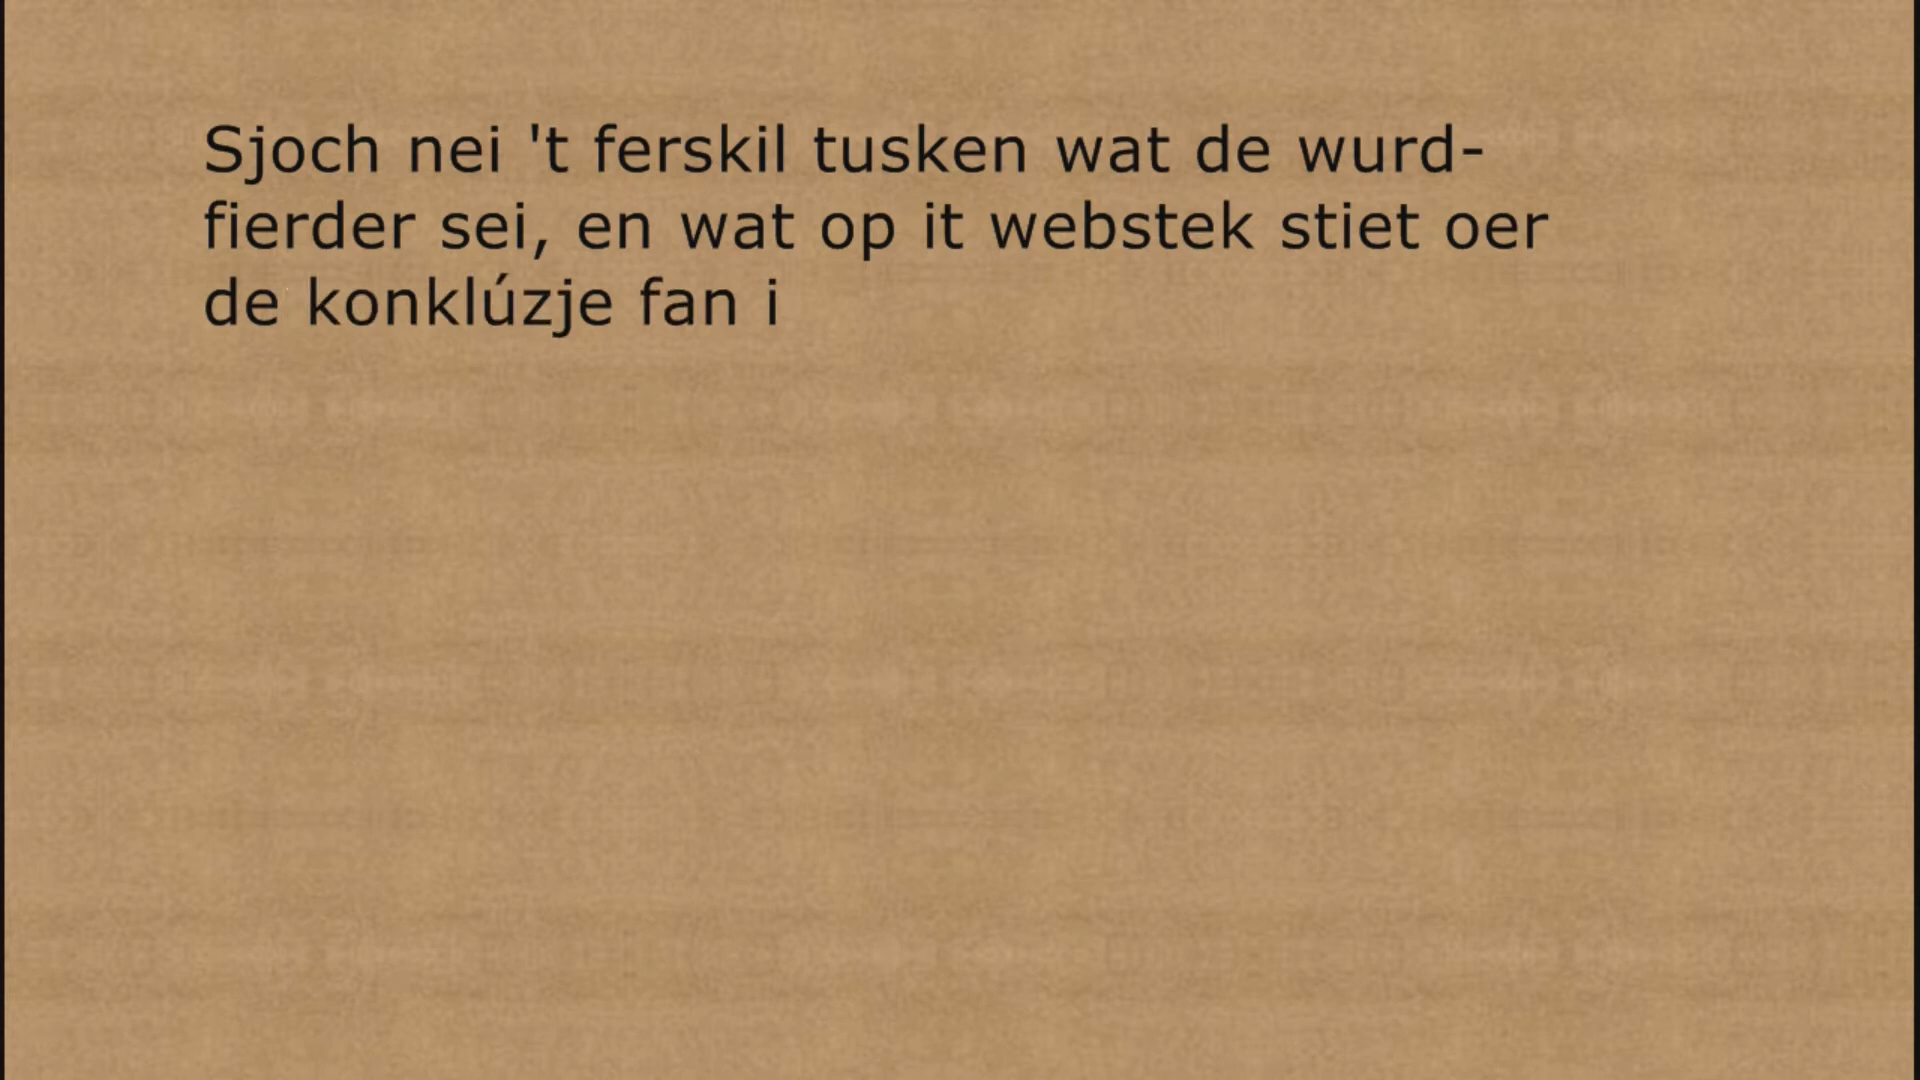 Sjoch nei 't ferskil tusken wat de wurd-
fierder sei, en wat op it webstek stiet oer
de konklúzje fan i